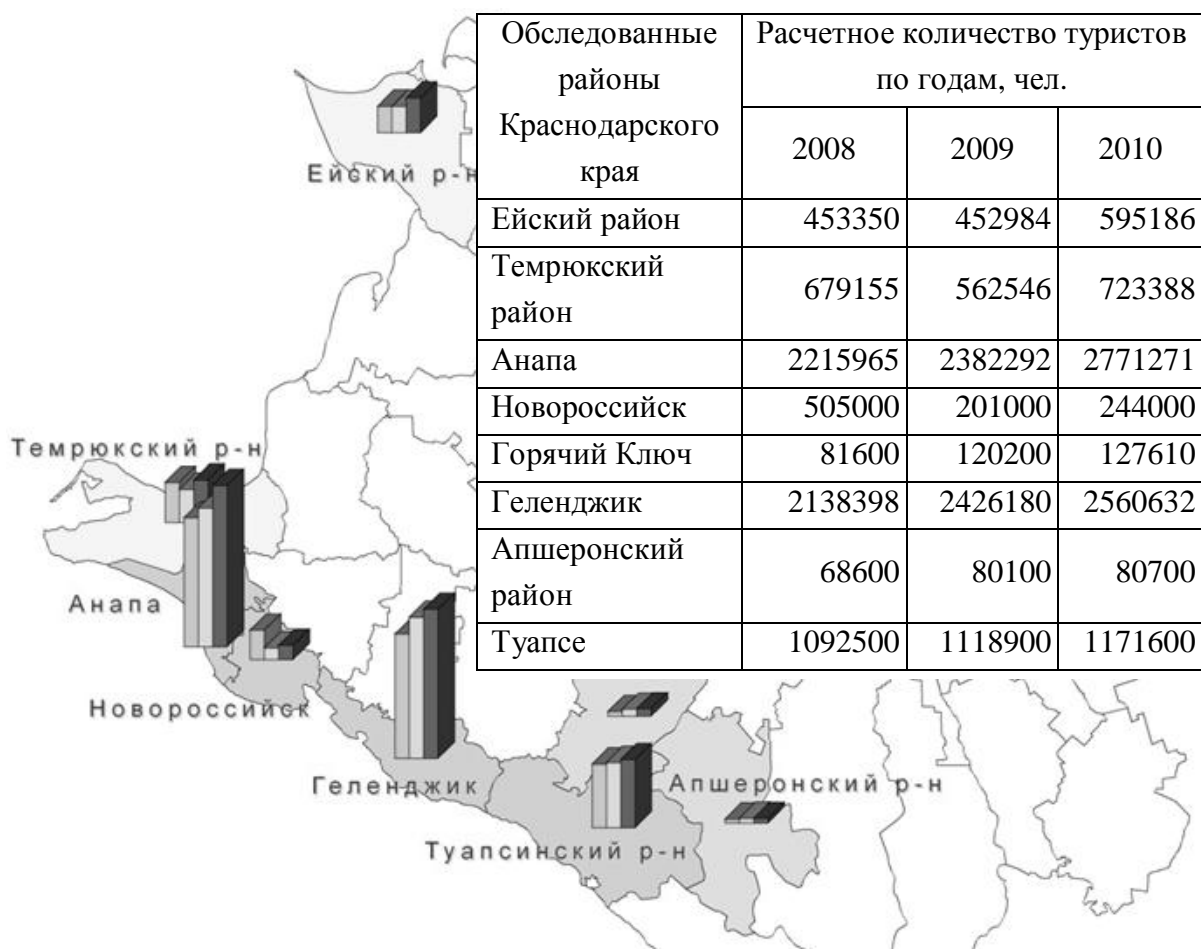 Обследованные
районы
Краснодарского
края
Расчетное количество туристов
по годам, чел.
2008 2009 2010
Ейский район 453350 452984 595186
Темрюкский
район
679155 562546 723388
Анапа 2215965 2382292 2771271
Новороссийск 505000 201000 244000
Горячий Ключ 81600 120200 127610
Геленджик 2138398 2426180 2560632
Апшеронский
район
68600 80100 80700
Туапсе 1092500 1118900 1171600
Ейский р-н
Темрюкский р-н
Анапа
Новороссийск
Геленджик
Апшеронский р-н
Туапсинский р-н